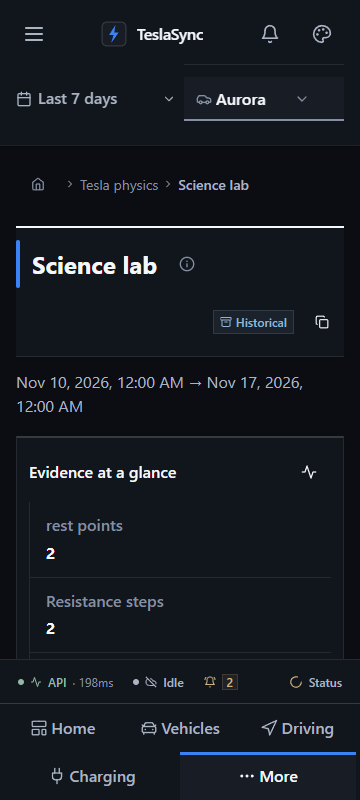 TeslaSync
Last 7 days
Aurora
Tesla physics
Science lab
Science lab
Historical
Nov 10, 2026, 12:00 AM → Nov 17, 2026,
12:00 AM
Evidence at a glance
rest points
2
Resistance steps
2
API · 198ms
Idle
2
Status
Home
Vehicles
Driving
Charging
More